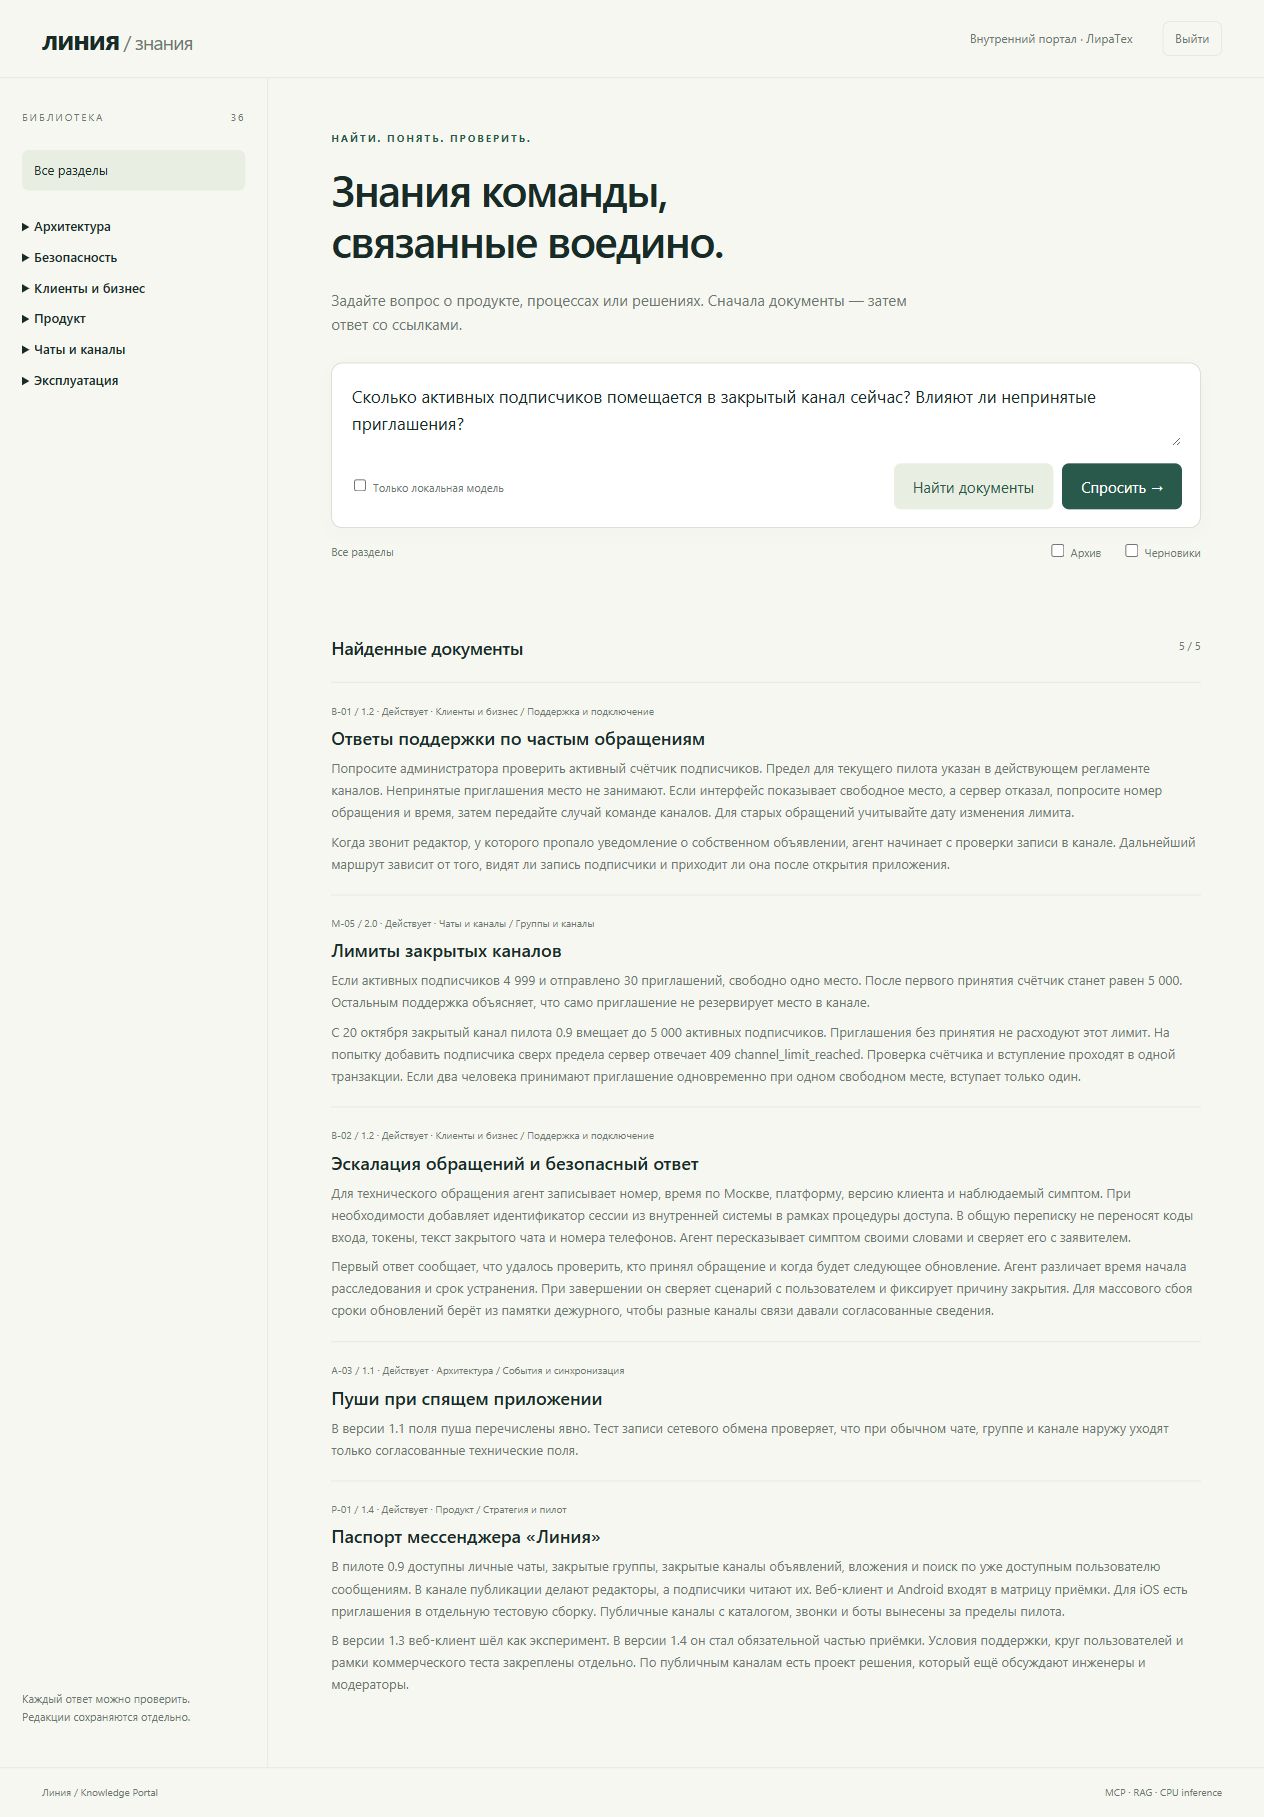 ЛИНИЯ / знания
Внутренний портал · ЛираТех
Выйти
БИБЛИОТЕКА 36
Все разделы
Архитектура
Безопасность
Клиенты и бизнес
Продукт
Чаты и каналы
Эксплуатация
Каждый ответ можно проверить.
Редакции сохраняются отдельно.
НАЙТИ. ПОНЯТЬ. ПРОВЕРИТЬ.
Знания команды,
связанные воедино.
Задайте вопрос о продукте, процессах или решениях. Сначала документы — затем
ответ со ссылками.
Сколько активных подписчиков помещается в закрытый канал сейчас? Влияют ли непринятые
приглашения?
Только локальная модель
Найти документы
Спросить →
Все разделы
Архив
Черновики
Найденные документы
5 / 5
B-01 / 1.2 · Действует · Клиенты и бизнес / Поддержка и подключение
Ответы поддержки по частым обращениям
Попросите администратора проверить активный счётчик подписчиков. Предел для текущего пилота указан в действующем регламенте
каналов. Непринятые приглашения место не занимают. Если интерфейс показывает свободное место, а сервер отказал, попросите номер
обращения и время, затем передайте случай команде каналов. Для старых обращений учитывайте дату изменения лимита.
Когда звонит редактор, у которого пропало уведомление о собственном объявлении, агент начинает с проверки записи в канале. Дальнейший
маршрут зависит от того, видят ли запись подписчики и приходит ли она после открытия приложения.
M-05 / 2.0 · Действует · Чаты и каналы / Группы и каналы
Лимиты закрытых каналов
Если активных подписчиков 4 999 и отправлено 30 приглашений, свободно одно место. После первого принятия счётчик станет равен 5 000.
Остальным поддержка объясняет, что само приглашение не резервирует место в канале.
С 20 октября закрытый канал пилота 0.9 вмещает до 5 000 активных подписчиков. Приглашения без принятия не расходуют этот лимит. На
попытку добавить подписчика сверх предела сервер отвечает 409 channel_limit_reached. Проверка счётчика и вступление проходят в одной
транзакции. Если два человека принимают приглашение одновременно при одном свободном месте, вступает только один.
B-02 / 1.2 · Действует · Клиенты и бизнес / Поддержка и подключение
Эскалация обращений и безопасный ответ
Для технического обращения агент записывает номер, время по Москве, платформу, версию клиента и наблюдаемый симптом. При
необходимости добавляет идентификатор сессии из внутренней системы в рамках процедуры доступа. В общую переписку не переносят коды
входа, токены, текст закрытого чата и номера телефонов. Агент пересказывает симптом своими словами и сверяет его с заявителем.
Первый ответ сообщает, что удалось проверить, кто принял обращение и когда будет следующее обновление. Агент различает время начала
расследования и срок устранения. При завершении он сверяет сценарий с пользователем и фиксирует причину закрытия. Для массового сбоя
сроки обновлений берёт из памятки дежурного, чтобы разные каналы связи давали согласованные сведения.
A-03 / 1.1 · Действует · Архитектура / События и синхронизация
Пуши при спящем приложении
В версии 1.1 поля пуша перечислены явно. Тест записи сетевого обмена проверяет, что при обычном чате, группе и канале наружу уходят
только согласованные технические поля.
P-01 / 1.4 · Действует · Продукт / Стратегия и пилот
Паспорт мессенджера «Линия»
В пилоте 0.9 доступны личные чаты, закрытые группы, закрытые каналы объявлений, вложения и поиск по уже доступным пользователю
сообщениям. В канале публикации делают редакторы, а подписчики читают их. Веб-клиент и Android входят в матрицу приёмки. Для iOS есть
приглашения в отдельную тестовую сборку. Публичные каналы с каталогом, звонки и боты вынесены за пределы пилота.
В версии 1.3 веб-клиент шёл как эксперимент. В версии 1.4 он стал обязательной частью приёмки. Условия поддержки, круг пользователей и
рамки коммерческого теста закреплены отдельно. По публичным каналам есть проект решения, который ещё обсуждают инженеры и
модераторы.
Линия / Knowledge Portal
MCP · RAG · CPU inference